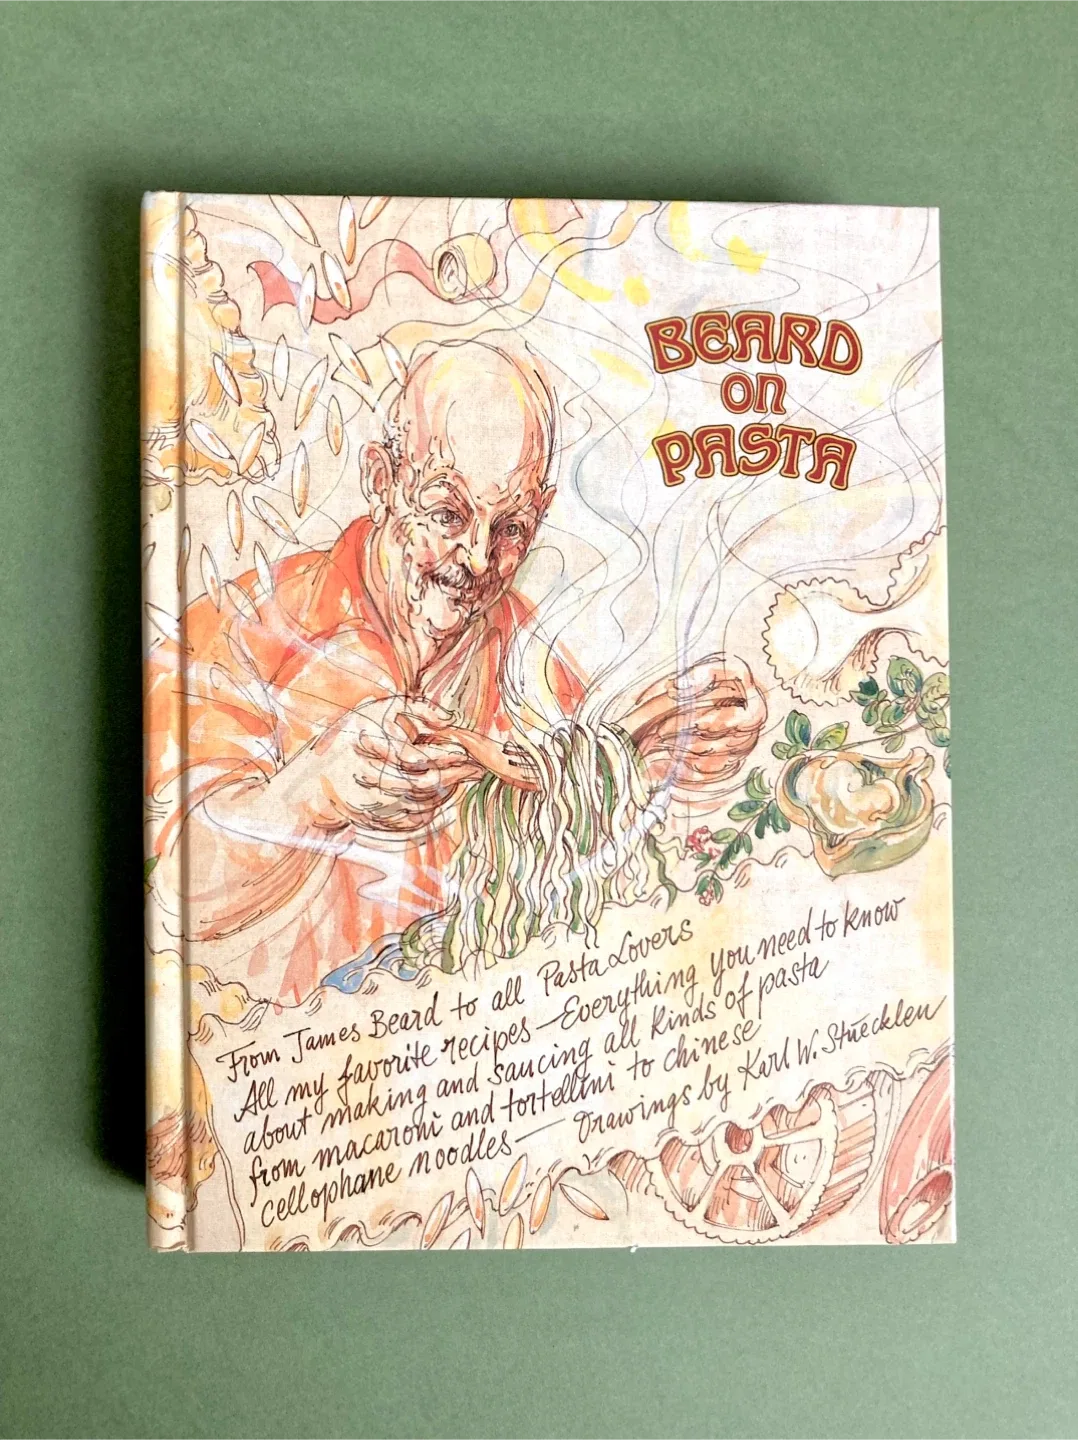 BEARD
ON
PASTA
From James Beard to all Pasta Lovers
All my favorite recipes—Everything you need to know
about making and saucing all kinds of pasta
from macaroni and tortellini to chinese
cellophane noodles— Drawings by Karl W. Stuecklen